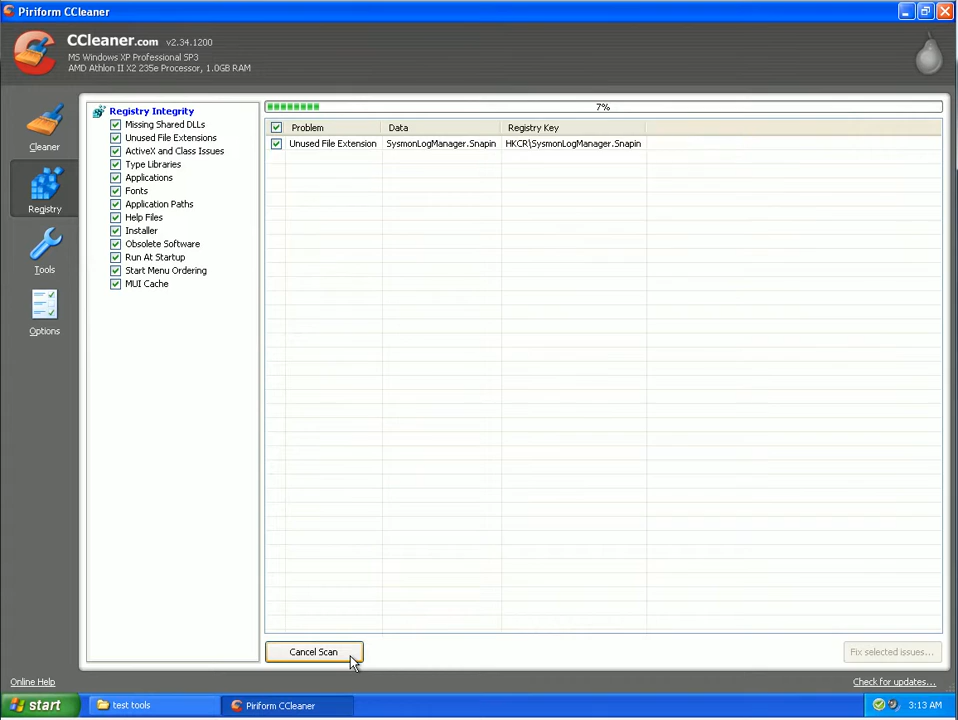 Piriform CCleaner
CCleaner.com v2.34.1200
MS Windows XP Professional SP3
AMD Athlon II X2 235e Processor, 1.0GB RAM
Cleaner
Registry
Tools
Options
Registry Integrity
Missing Shared DLLs
Unused File Extensions
ActiveX and Class Issues
Type Libraries
Applications
Fonts
Application Paths
Help Files
Installer
Obsolete Software
Run At Startup
Start Menu Ordering
MUI Cache
7%
Problem Data Registry Key
Unused File Extension SysmonLogManager.Snapin HKCR\SysmonLogManager.Snapin
Cancel Scan Fix selected issues...
Online Help Check for updates...
start test tools Piriform CCleaner 3:13 AM